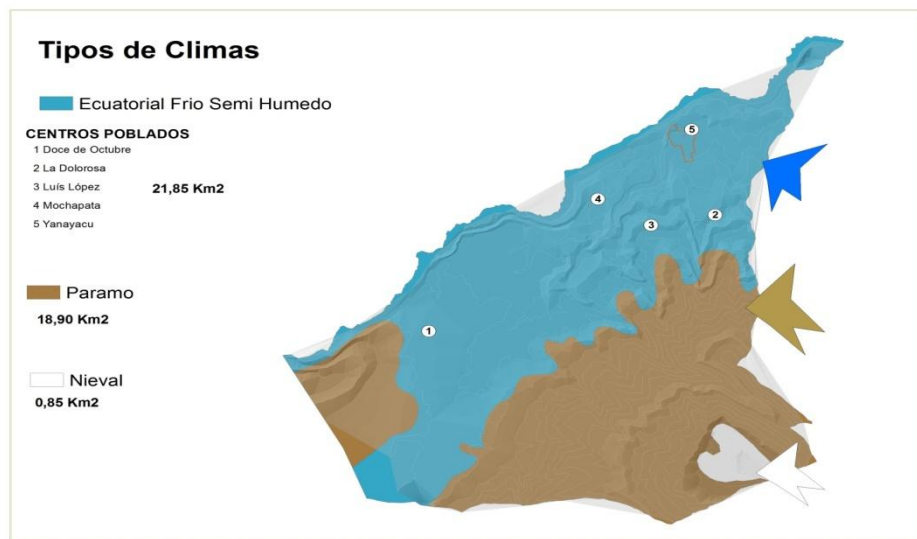 Tipos de Climas
Ecuatorial Frio Semi Humedo
CENTROS POBLADOS
1 Doce de Octubre
2 La Dolorosa
3 Luís López
4 Mochapata
5 Yanayacu
21,85 Km2
Paramo
18,90 Km2
Nieval
0,85 Km2
5
4
2
3
1